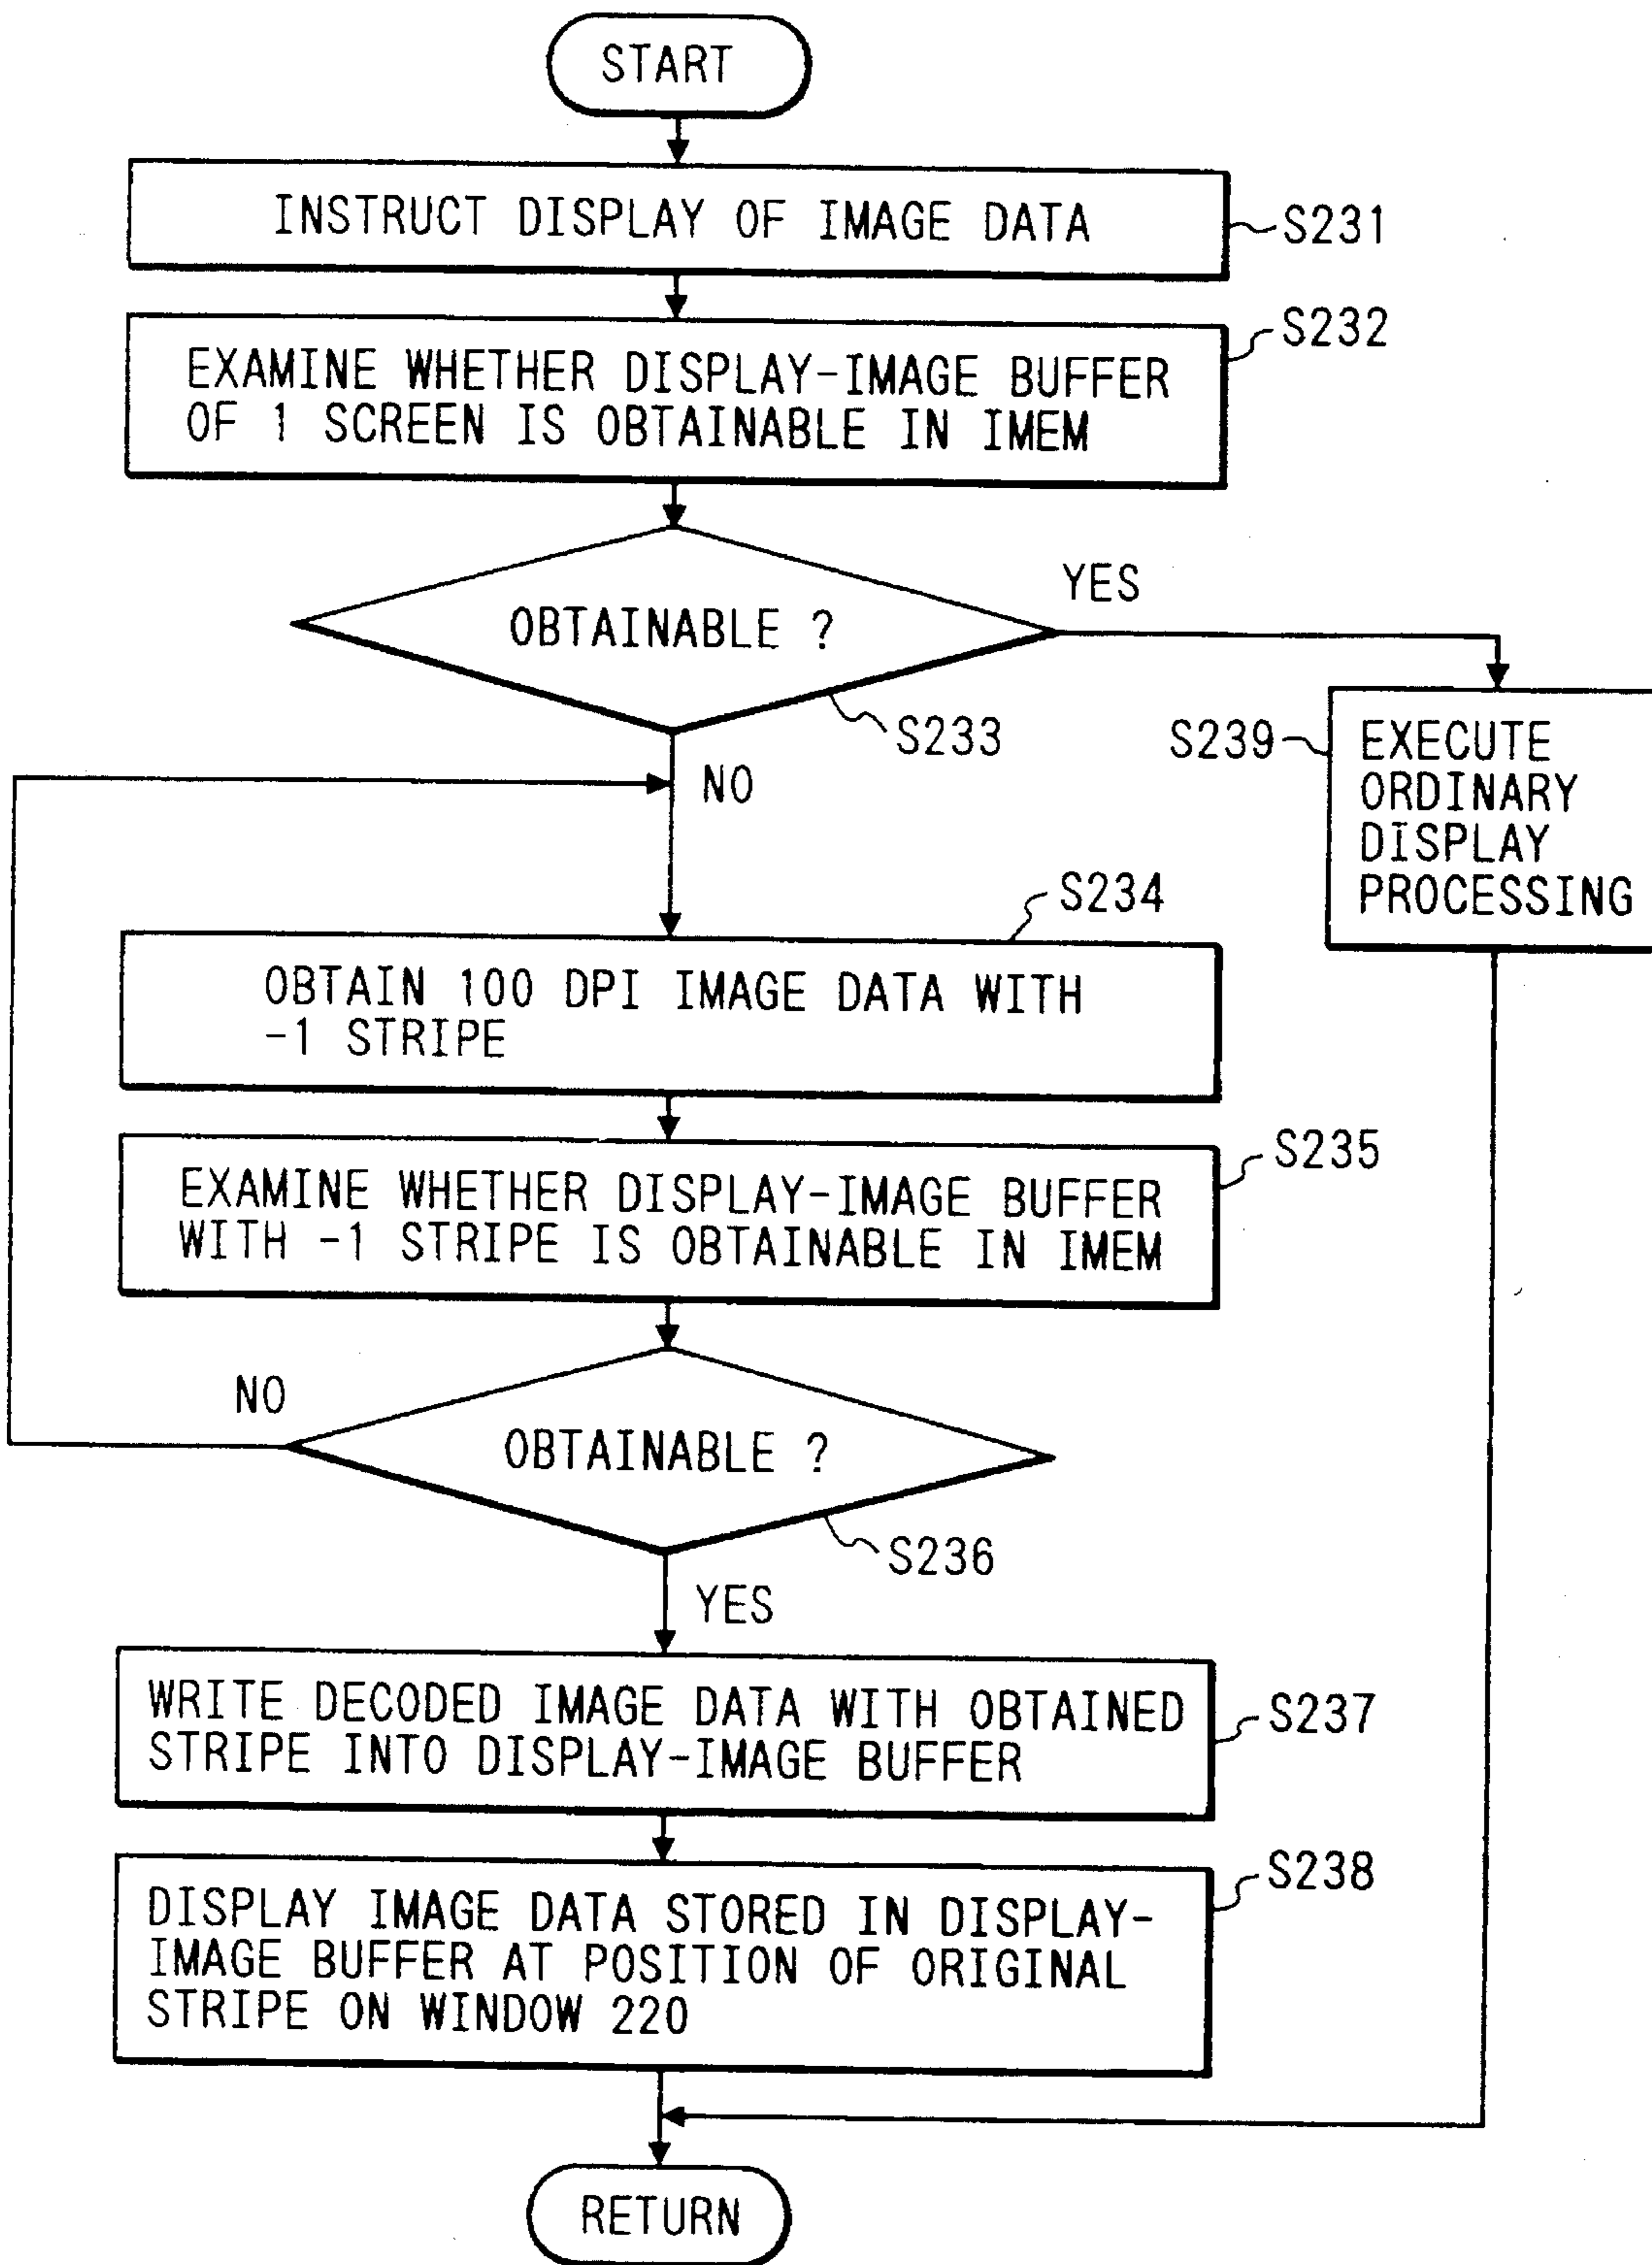 START
INSTRUCT DISPLAY OF IMAGE DATA
S231
S232
EXAMINE WHETHER DISPLAY-IMAGE BUFFER
OF 1 SCREEN IS OBTAINABLE IN IMEM
YES
OBTAINABLE ?
S233
NO
S239
EXECUTE
ORDINARY
DISPLAY
PROCESSING
S234
OBTAIN 100 DPI IMAGE DATA WITH
-1 STRIPE
S235
EXAMINE WHETHER DISPLAY-IMAGE BUFFER
WITH -1 STRIPE IS OBTAINABLE IN IMEM
NO
OBTAINABLE ?
S236
YES
WRITE DECODED IMAGE DATA WITH OBTAINED
STRIPE INTO DISPLAY-IMAGE BUFFER
S237
S238
DISPLAY IMAGE DATA STORED IN DISPLAY-
IMAGE BUFFER AT POSITION OF ORIGINAL
STRIPE ON WINDOW 220
RETURN